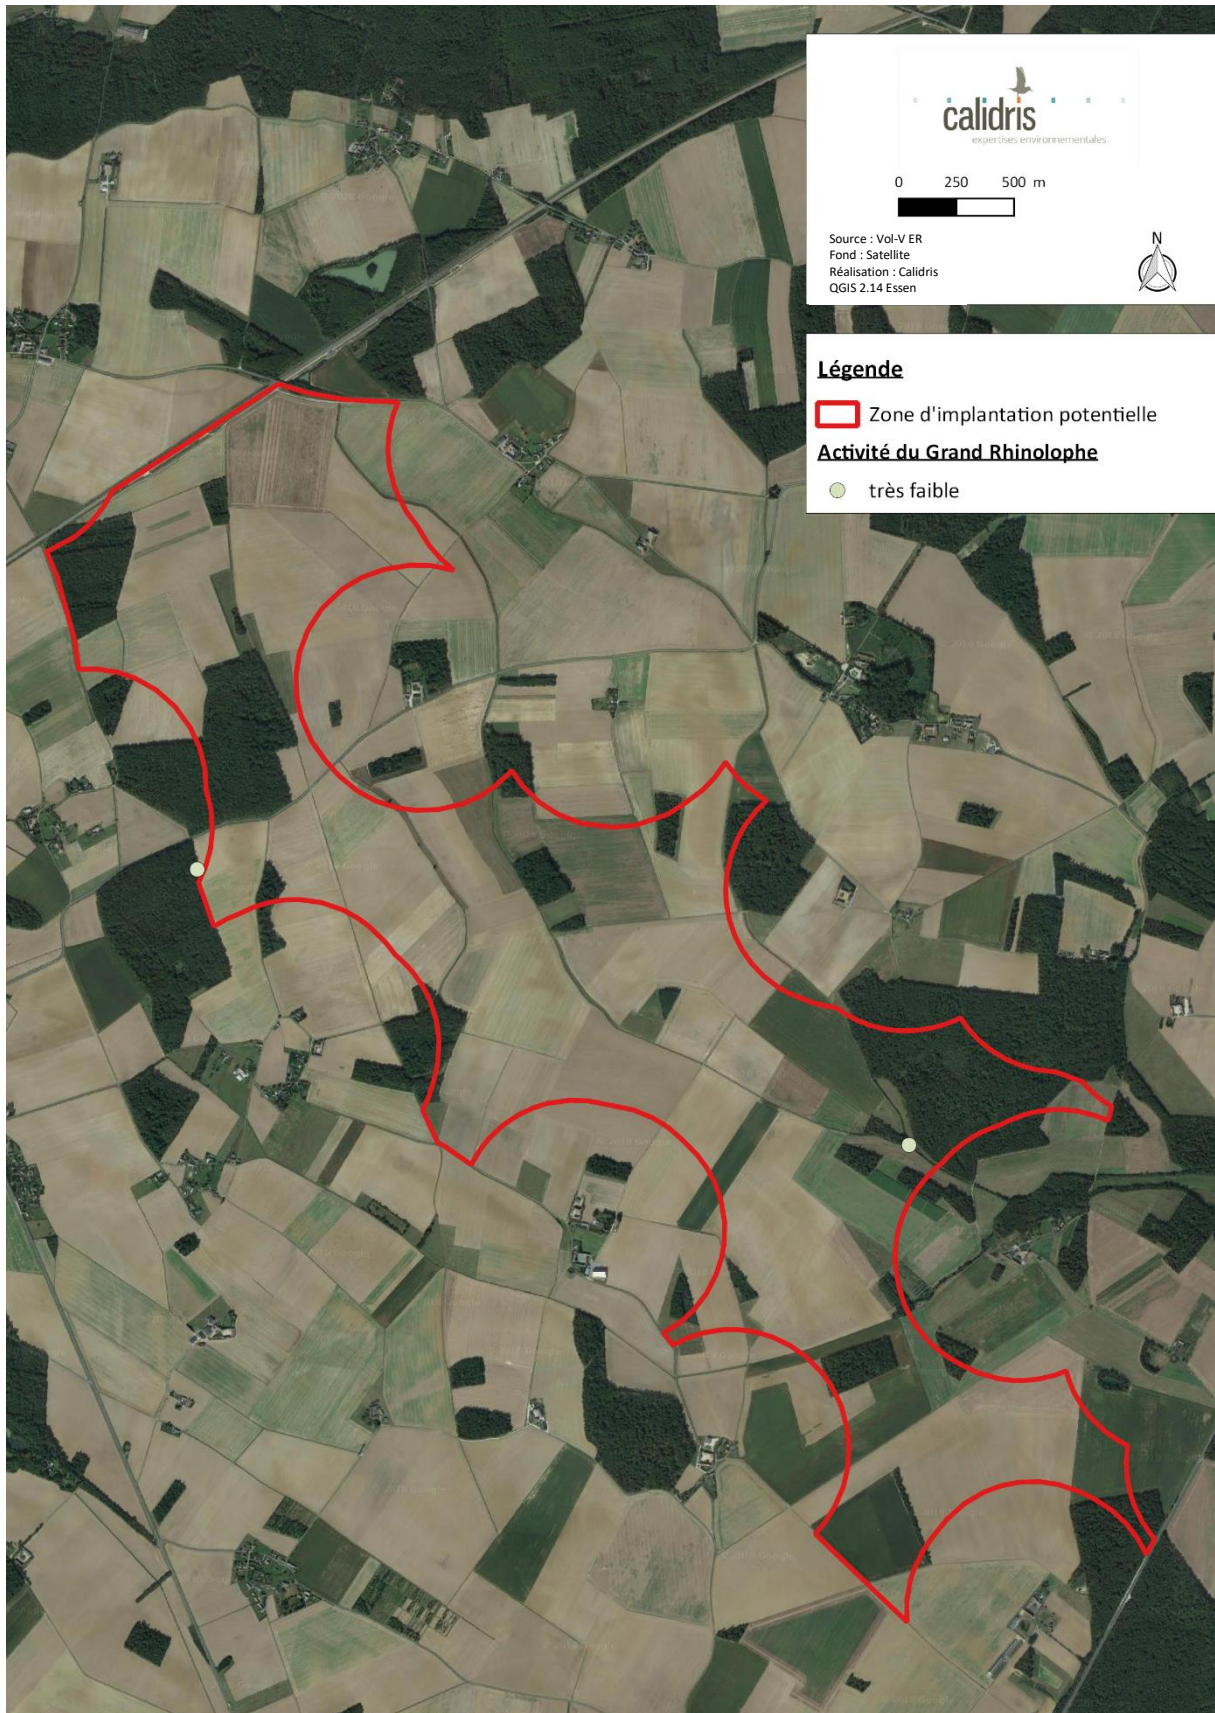 calidris
expertises environnementales
0 250 500 m
Source : Vol-V ER
Fond : Satellite
Réalisation : Calidris
QGIS 2.14 Essen
N
Légende
Zone d'implantation potentielle
Activité du Grand Rhinolophe
très faible